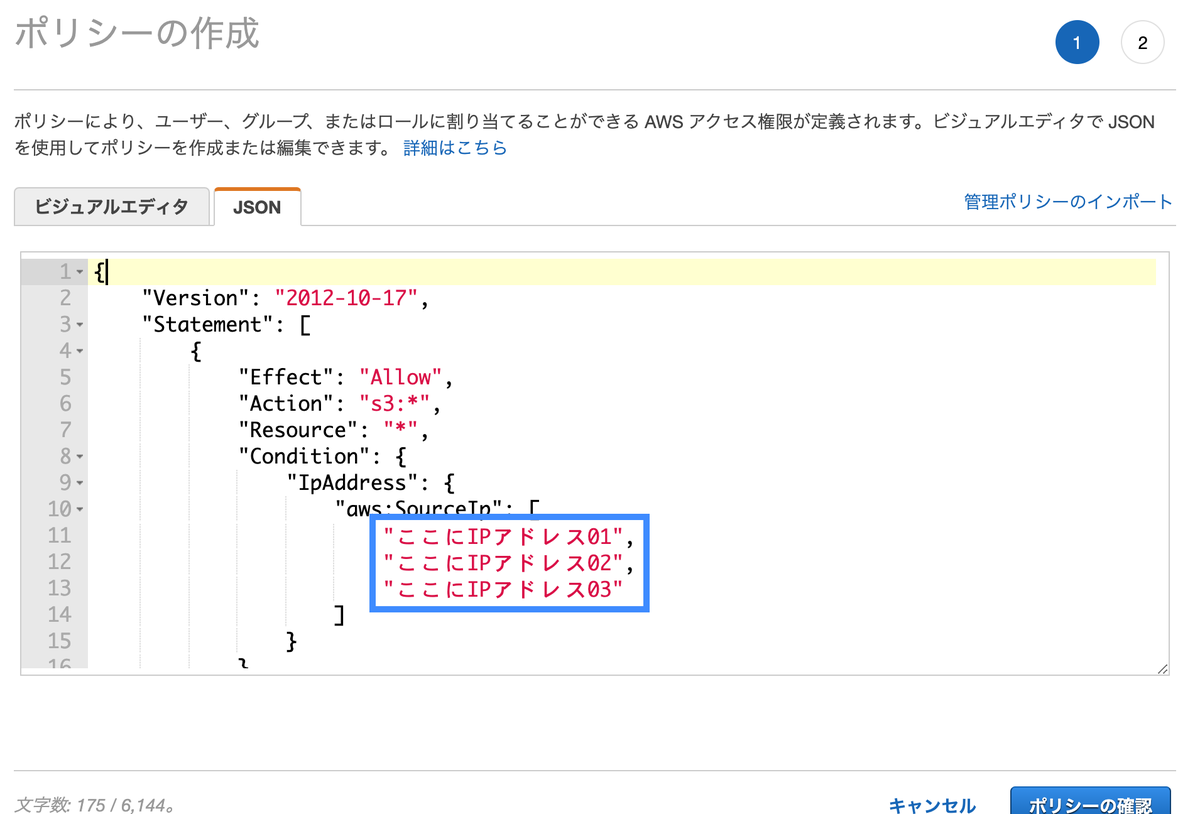 ポリシーの作成
1
2
ポリシーにより、ユーザー、グループ、またはロールに割り当てることができる AWS アクセス権限が定義されます。ビジュアルエディタで JSON
を使用してポリシーを作成または編集できます。 詳細はこちら
ビジュアルエディタ
JSON
管理ポリシーのインポート
1 {
2 "Version": "2012-10-17",
3 "Statement": [
4 {
5 "Effect": "Allow",
6 "Action": "s3:*",
7 "Resource": "*",
8 "Condition": {
9 "IpAddress": {
10 "aws:SourceIp": [
11 "ここにIPアドレス01",
12 "ここにIPアドレス02",
13 "ここにIPアドレス03"
14 ]
15 }
16 }
文字数: 175 / 6,144。
キャンセル
ポリシーの確認